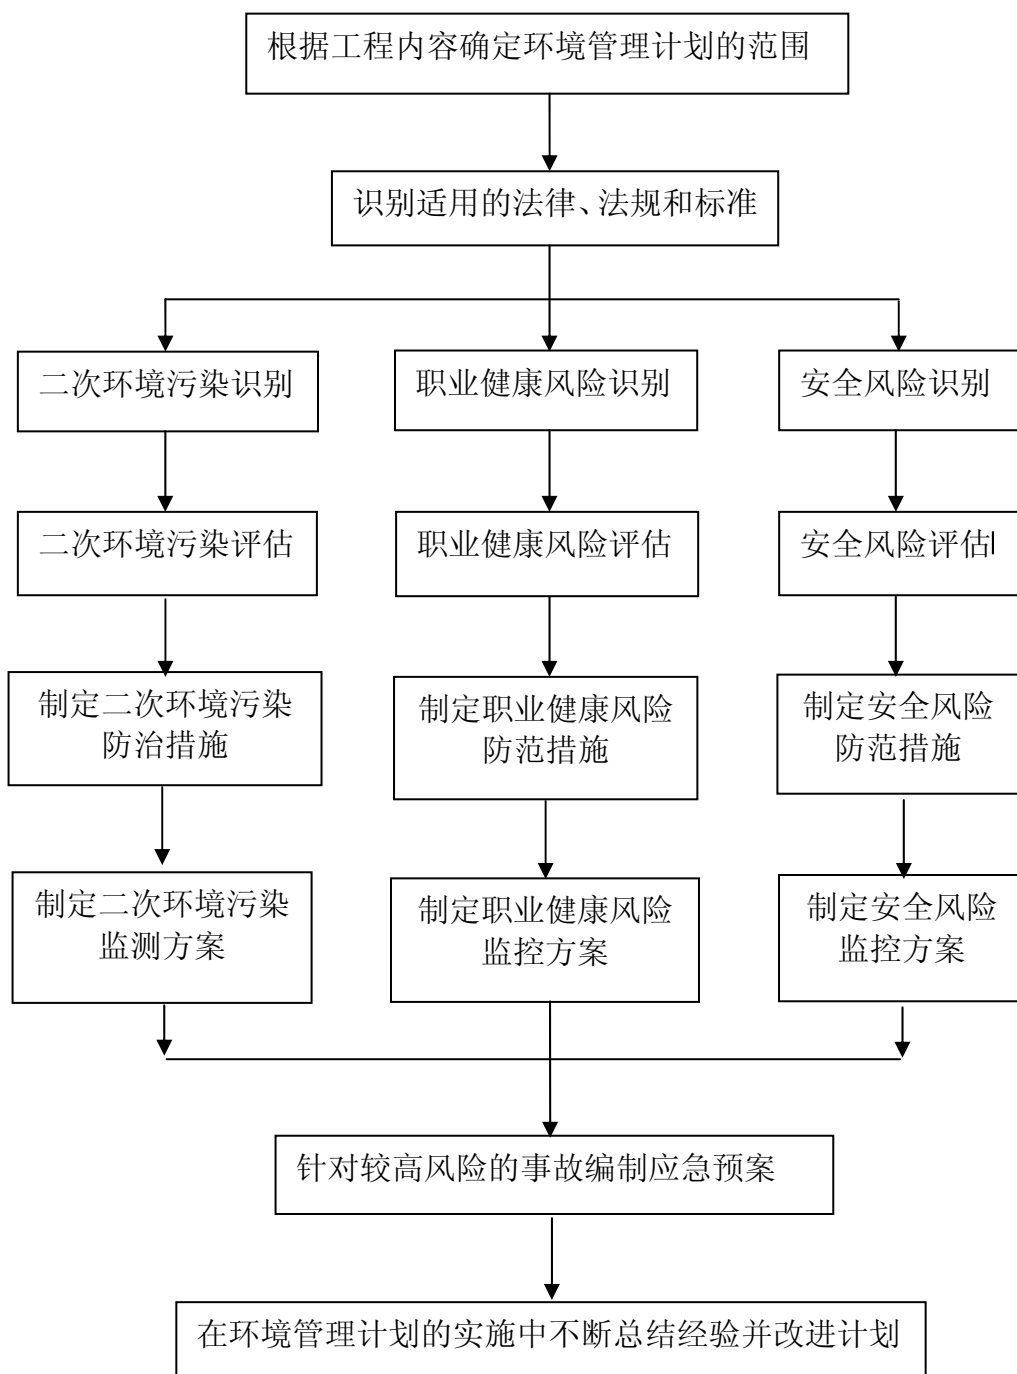 根据工程内容确定环境管理计划的范围
识别适用的法律、法规和标准
二次环境污染识别
职业健康风险识别
安全风险识别
二次环境污染评估
职业健康风险评估
安全风险评估
制定二次环境污染
防治措施
制定职业健康风险
防范措施
制定安全风险
防范措施
制定二次环境污染
监测方案
制定职业健康风险
监控方案
制定安全风险
监控方案
针对较高风险的事故编制应急预案
在环境管理计划的实施中不断总结经验并改进计划